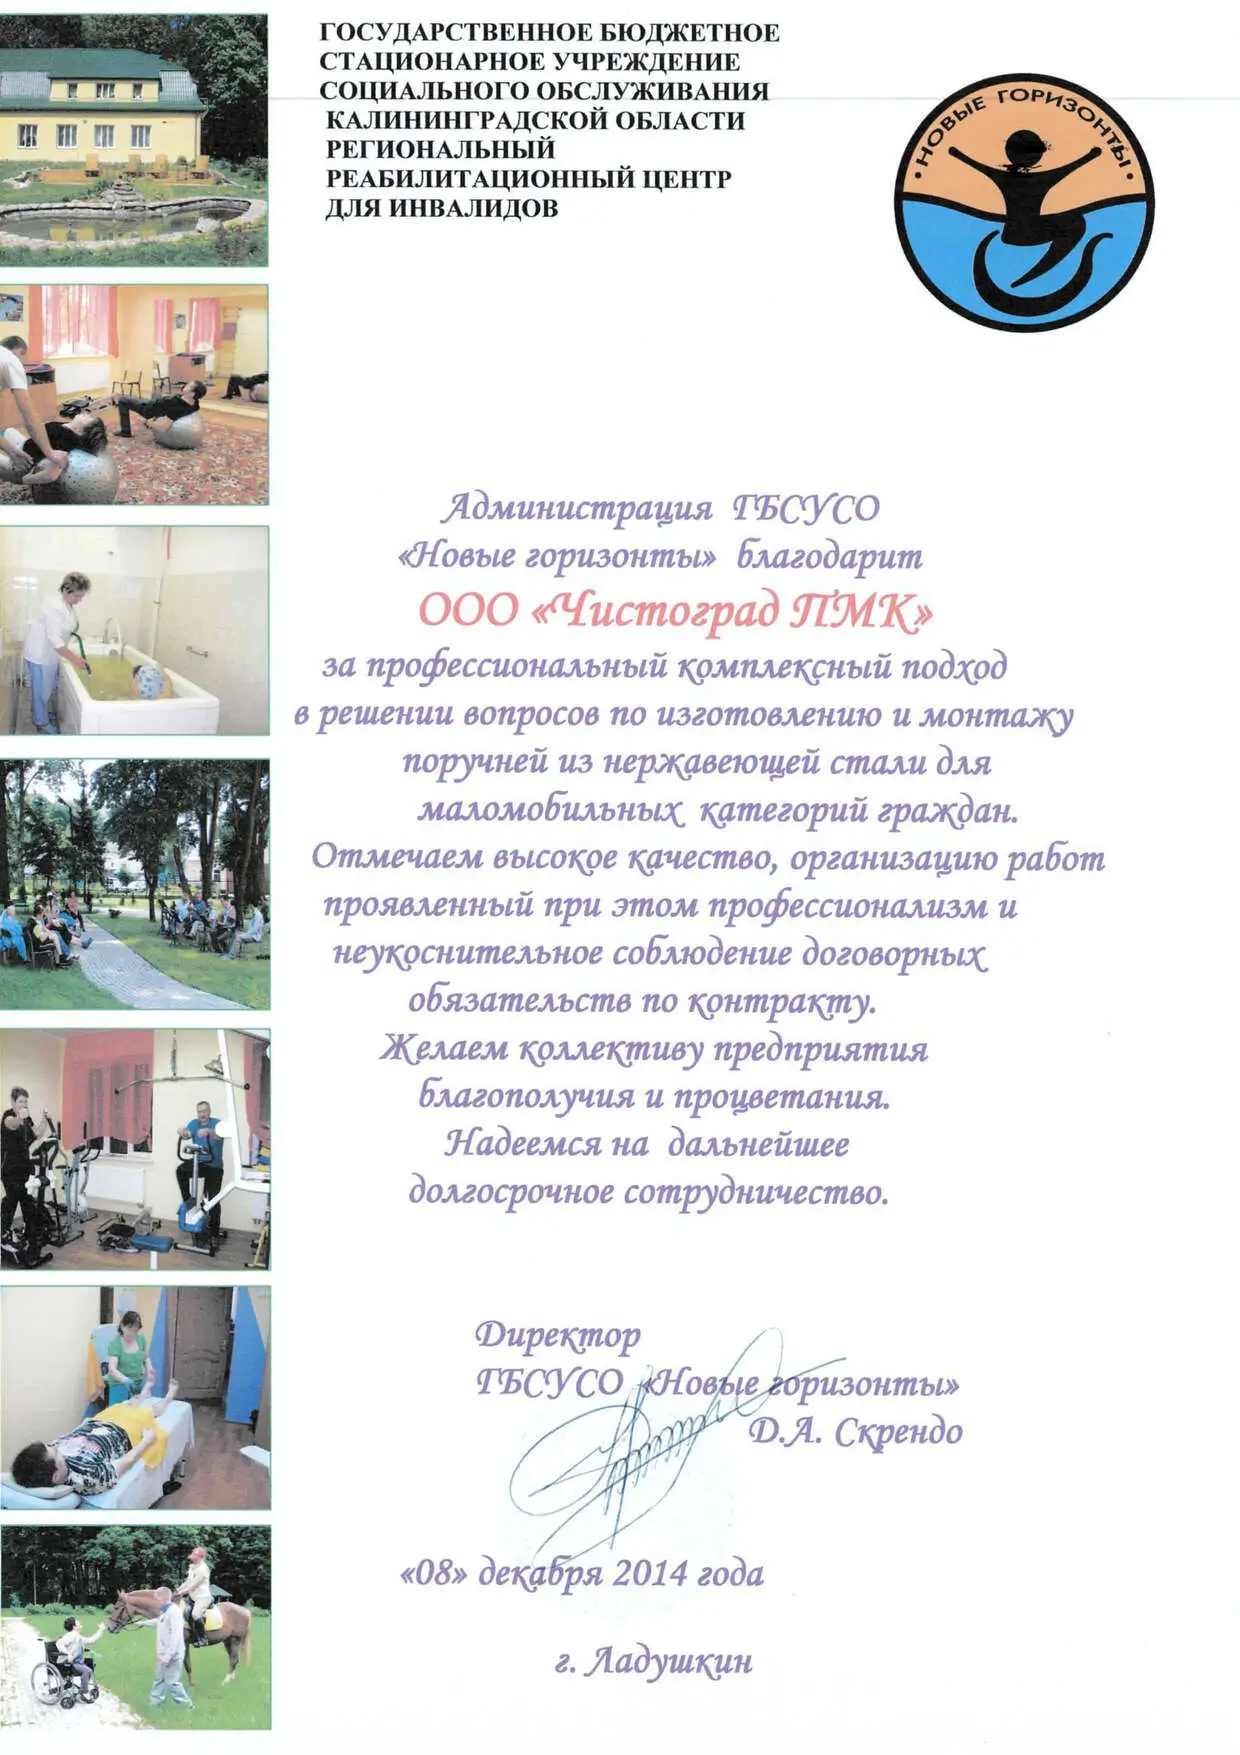 ГОСУДАРСТВЕННОЕ БЮДЖЕТНОЕ
СТАЦИОНАРНОЕ УЧРЕЖДЕНИЕ
СОЦИАЛЬНОГО ОБСЛУЖИВАНИЯ
КАЛИНИНГРАДСКОЙ ОБЛАСТИ
РЕГИОНАЛЬНЫЙ
РЕАБИЛИТАЦИОННЫЙ ЦЕНТР
ДЛЯ ИНВАЛИДОВ
· НОВЫЕ ГОРИЗОНТЫ ·
Администрация ГБСУСО
«Новые горизонты» благодарит
ООО «Чистоград ПМК»
за профессиональный комплексный подход
в решении вопросов по изготовлению и монтажу
поручней из нержавеющей стали для
маломобильных категорий граждан.
Отмечаем высокое качество, организацию работ
проявленный при этом профессионализм и
неукоснительное соблюдение договорных
обязательств по контракту.
Желаем коллективу предприятия
благополучия и процветания.
Надеемся на дальнейшее
долгосрочное сотрудничество.
Директор
ГБСУСО «Новые горизонты»
Д.А. Скрендо
«08» декабря 2014 года
г. Ладушкин